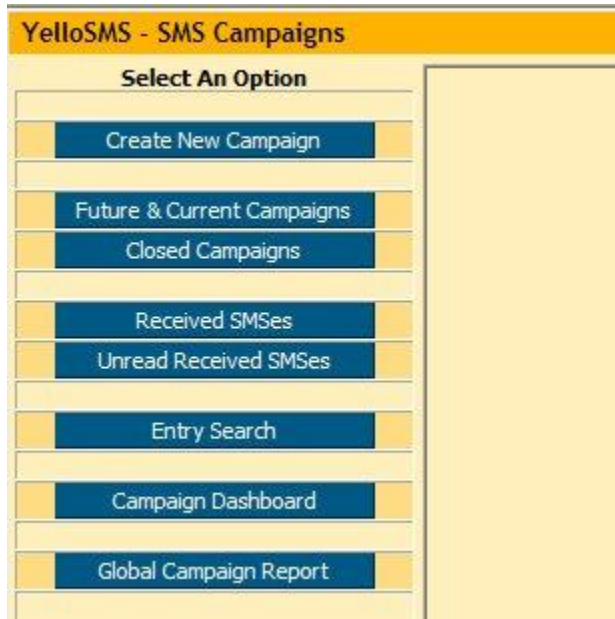 YelloSMS - SMS Campaigns
Select An Option
Create New Campaign
Future & Current Campaigns
Closed Campaigns
Received SMSes
Unread Received SMSes
Entry Search
Campaign Dashboard
Global Campaign Report